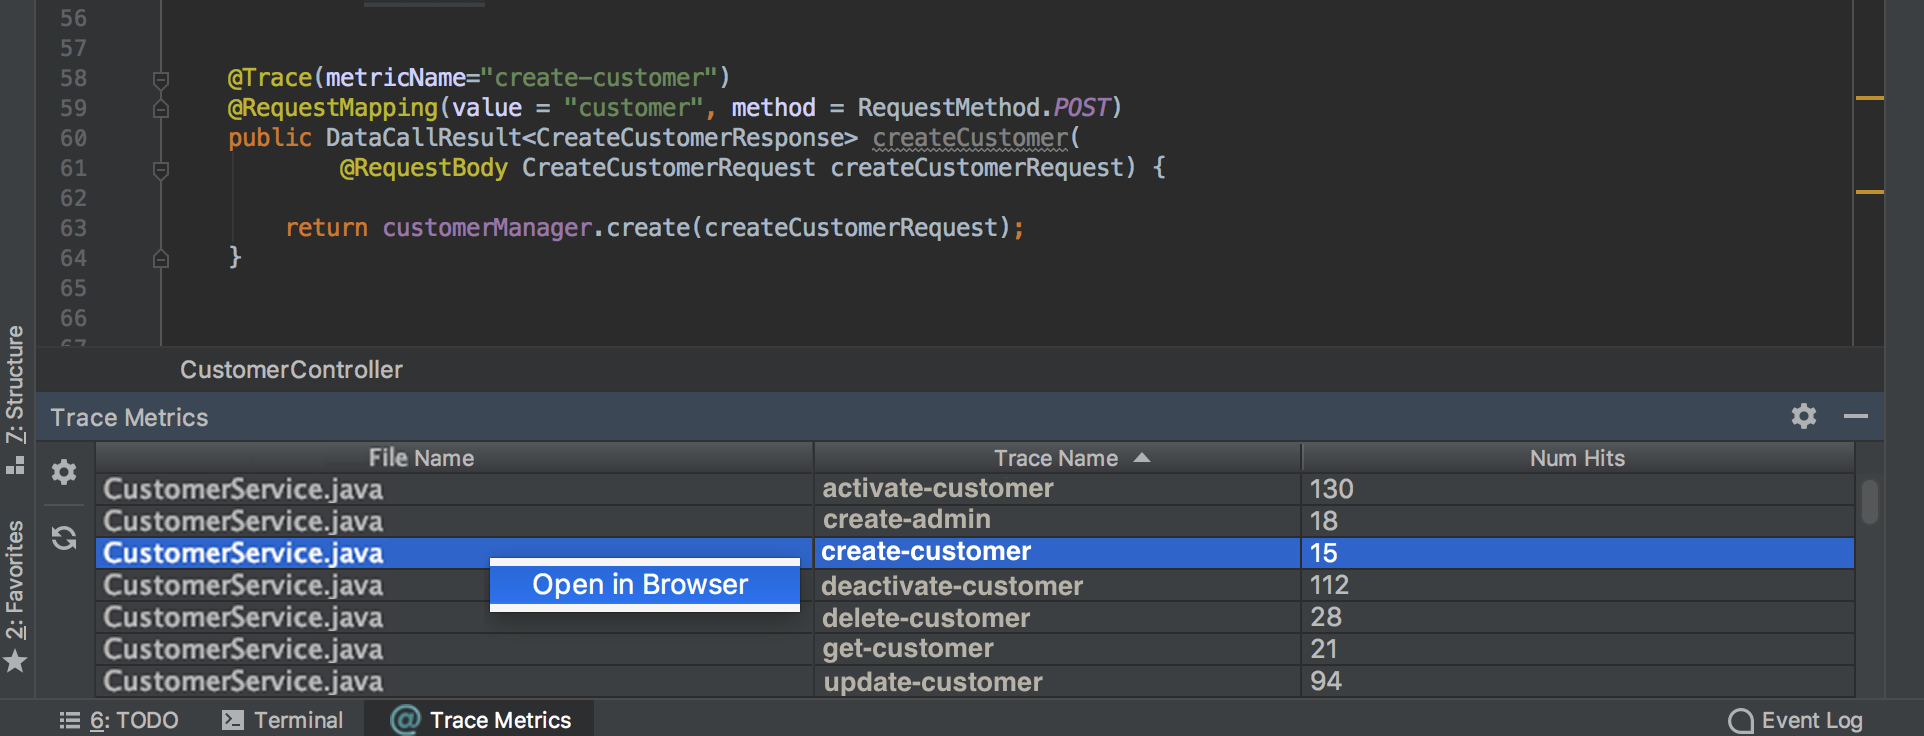 56
57
58 @Trace(metricName="create-customer")
59 @RequestMapping(value = "customer", method = RequestMethod.POST)
60 public DataCallResult<CreateCustomerResponse> createCustomer(
61 @RequestBody CreateCustomerRequest createCustomerRequest) {
62
63 return customerManager.create(createCustomerRequest);
64 }
65
66
67
CustomerController
7: Structure
2: Favorites
Trace Metrics
File Name Trace Name Num Hits
CustomerService.java activate-customer 130
CustomerService.java create-admin 18
CustomerService.java create-customer 15
Open in Browser
CustomerService.java deactivate-customer 112
CustomerService.java delete-customer 28
CustomerService.java get-customer 21
CustomerService.java update-customer 94
6: TODO Terminal @ Trace Metrics Event Log